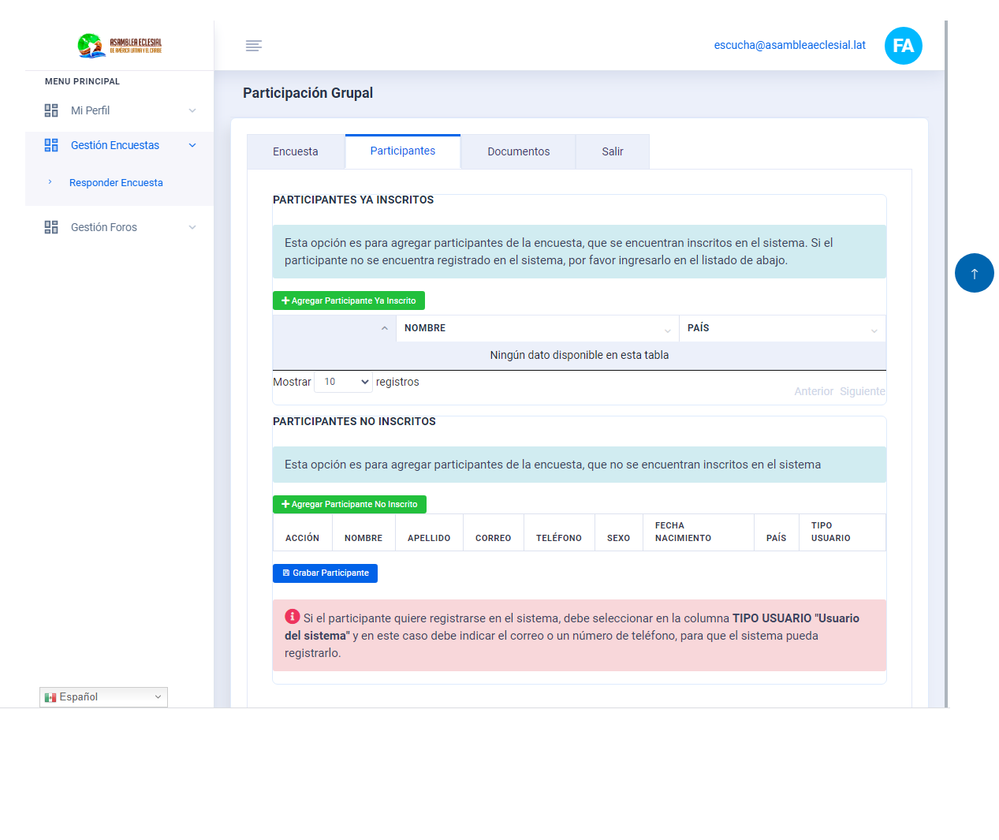 ASAMBLEA ECLESIAL
DE AMÉRICA LATINA Y EL CARIBE
escucha@asambleaeclesial.lat
FA
MENU PRINCIPAL
Mi Perfil
Gestión Encuestas
Responder Encuesta
Gestión Foros
Español
Participación Grupal
Encuesta
Participantes
Documentos
Salir
PARTICIPANTES YA INSCRITOS
Esta opción es para agregar participantes de la encuesta, que se encuentran inscritos en el sistema. Si el
participante no se encuentra registrado en el sistema, por favor ingresarlo en el listado de abajo.
Agregar Participante Ya Inscrito
NOMBRE
PAÍS
Ningún dato disponible en esta tabla
Mostrar 10 registros
Anterior Siguiente
PARTICIPANTES NO INSCRITOS
Esta opción es para agregar participantes de la encuesta, que no se encuentran inscritos en el sistema
Agregar Participante No Inscrito
ACCIÓN
NOMBRE
APELLIDO
CORREO
TELÉFONO
SEXO
FECHA
NACIMIENTO
PAÍS
TIPO
USUARIO
Grabar Participante
Si el participante quiere registrarse en el sistema, debe seleccionar en la columna TIPO USUARIO "Usuario
del sistema" y en este caso debe indicar el correo o un número de teléfono, para que el sistema pueda
registrarlo.